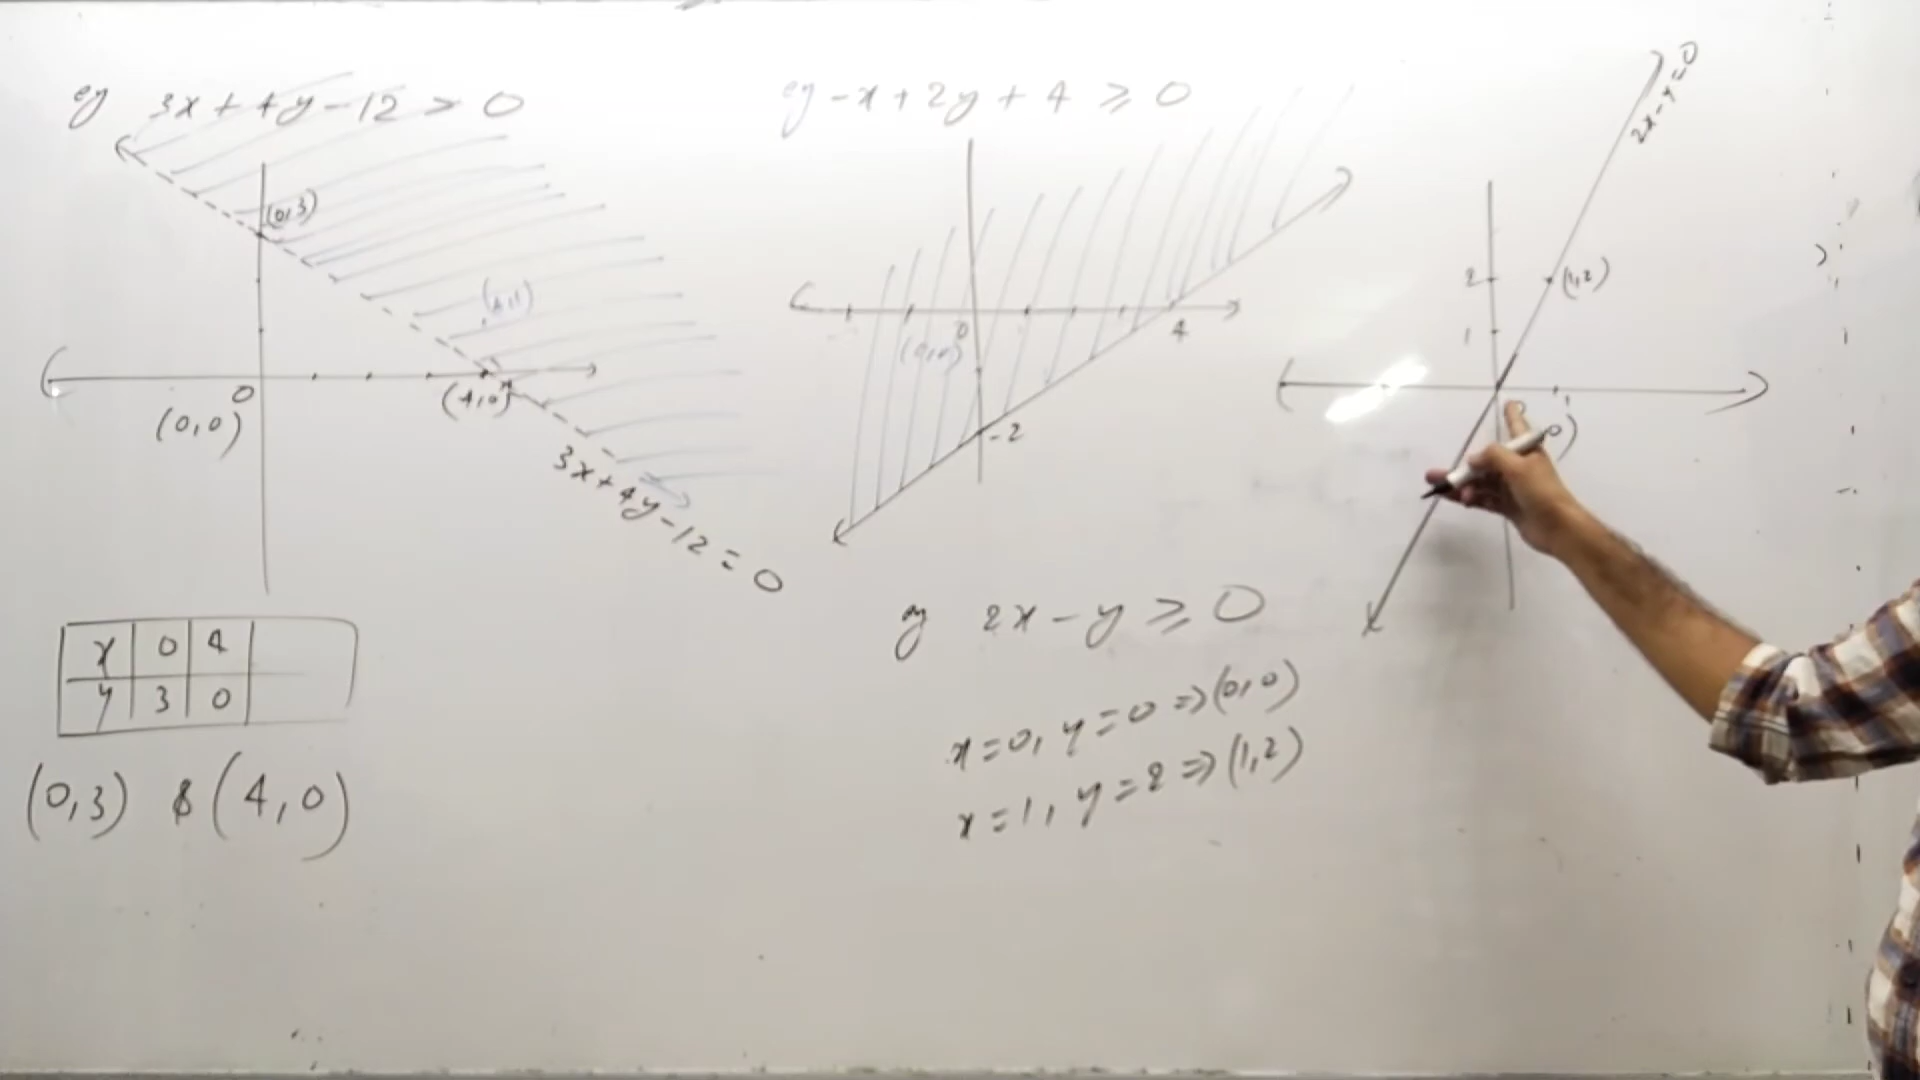 eg 3x + 4y - 12 > 0
(0,3)
(4,1)
0
(0,0)
(4,0)
3x + 4y - 12 = 0
x 0 4
y 3 0
(0,3) & (4,0)
eg -x + 2y + 4 ≥ 0
0
(0,0)
4
-2
eg 2x - y ≥ 0
x = 0, y = 0 ⇒ (0,0)
x = 1, y = 2 ⇒ (1,2)
2x - y = 0
2
(1,2)
1
1